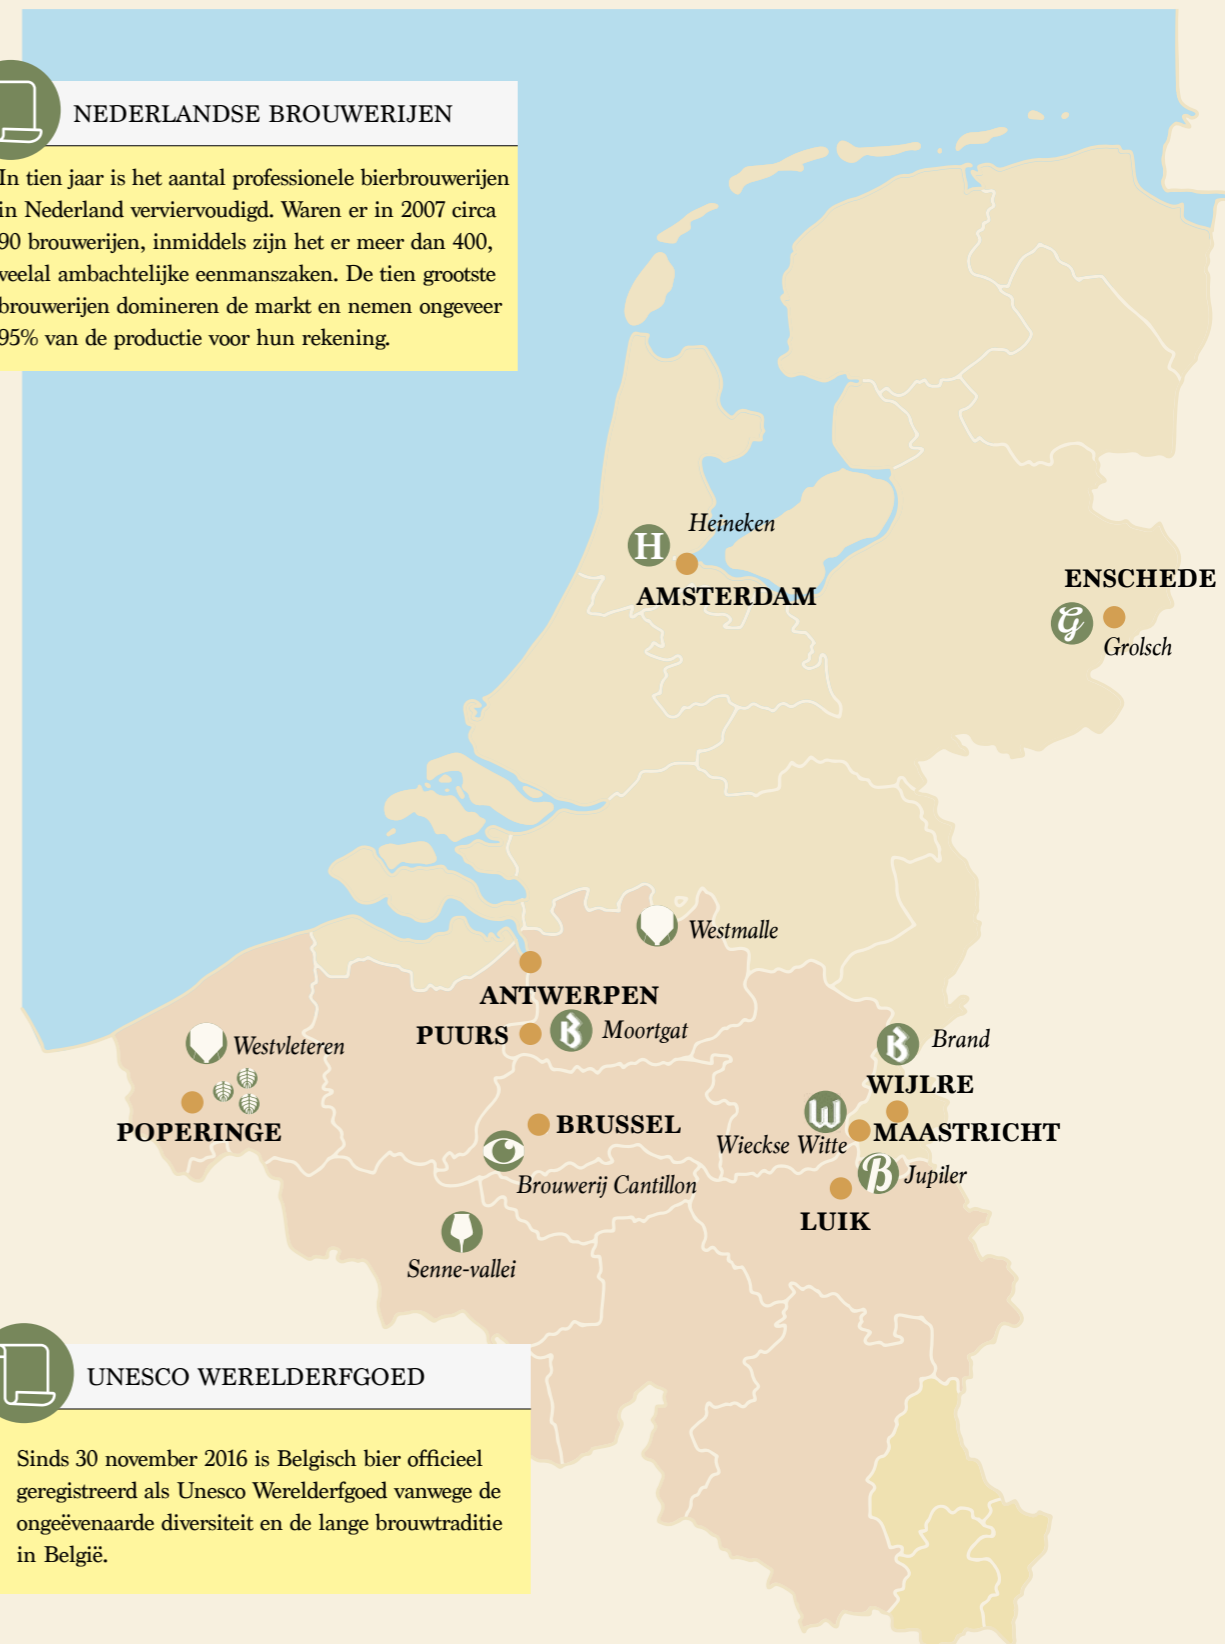 NEDERLANDSE BROUWERIJEN
In tien jaar is het aantal professionele bierbrouwerijen
in Nederland verviervoudigd. Waren er in 2007 circa
90 brouwerijen, inmiddels zijn het er meer dan 400,
veelal ambachtelijke eenmanszaken. De tien grootste
brouwerijen domineren de markt en nemen ongeveer
95% van de productie voor hun rekening.
Heineken
H
AMSTERDAM
ENSCHEDE
G
Grolsch
Westmalle
ANTWERPEN
PUURS
B
Moortgat
Westvleteren
POPERINGE
B
Brand
WIJLRE
W
Wieckse Witte
MAASTRICHT
BRUSSEL
Brouwerij Cantillon
B
Jupiler
LUIK
Senne-vallei
UNESCO WERELDERFGOED
Sinds 30 november 2016 is Belgisch bier officieel
geregistreerd als Unesco Werelderfgoed vanwege de
ongeëvenaarde diversiteit en de lange brouwtraditie
in België.